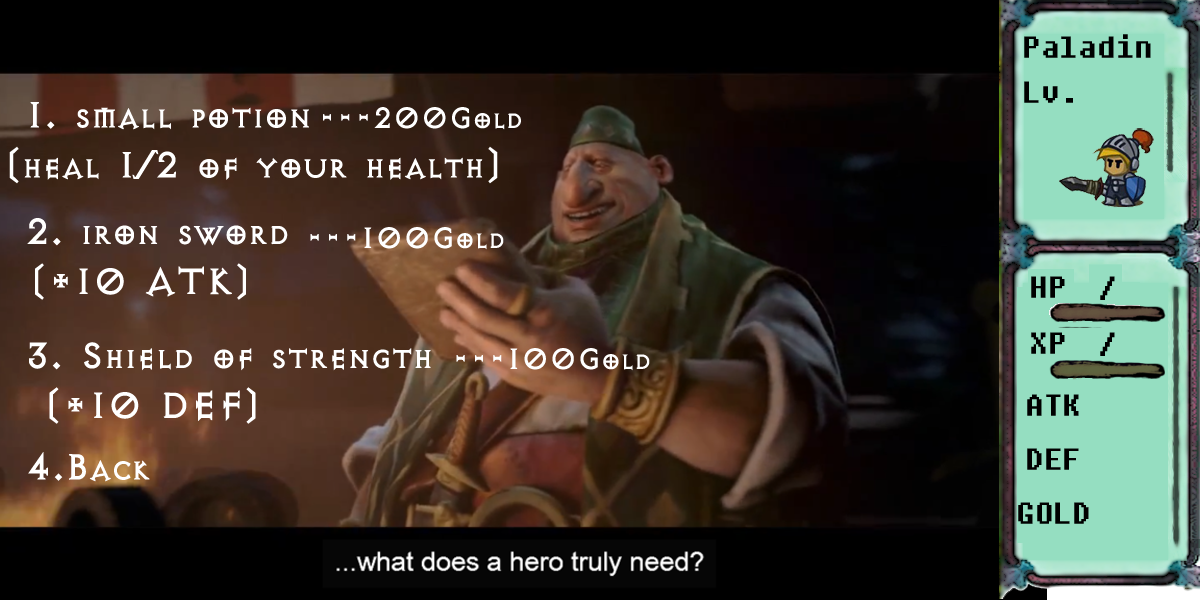 1. small potion ---200Gold
(heal 1/2 of your health)
2. iron sword ---100Gold
(+10 ATK)
3. Shield of strength ---100Gold
(+10 DEF)
4.Back
...what does a hero truly need?
Paladin
Lv.
HP /
XP /
ATK
DEF
GOLD